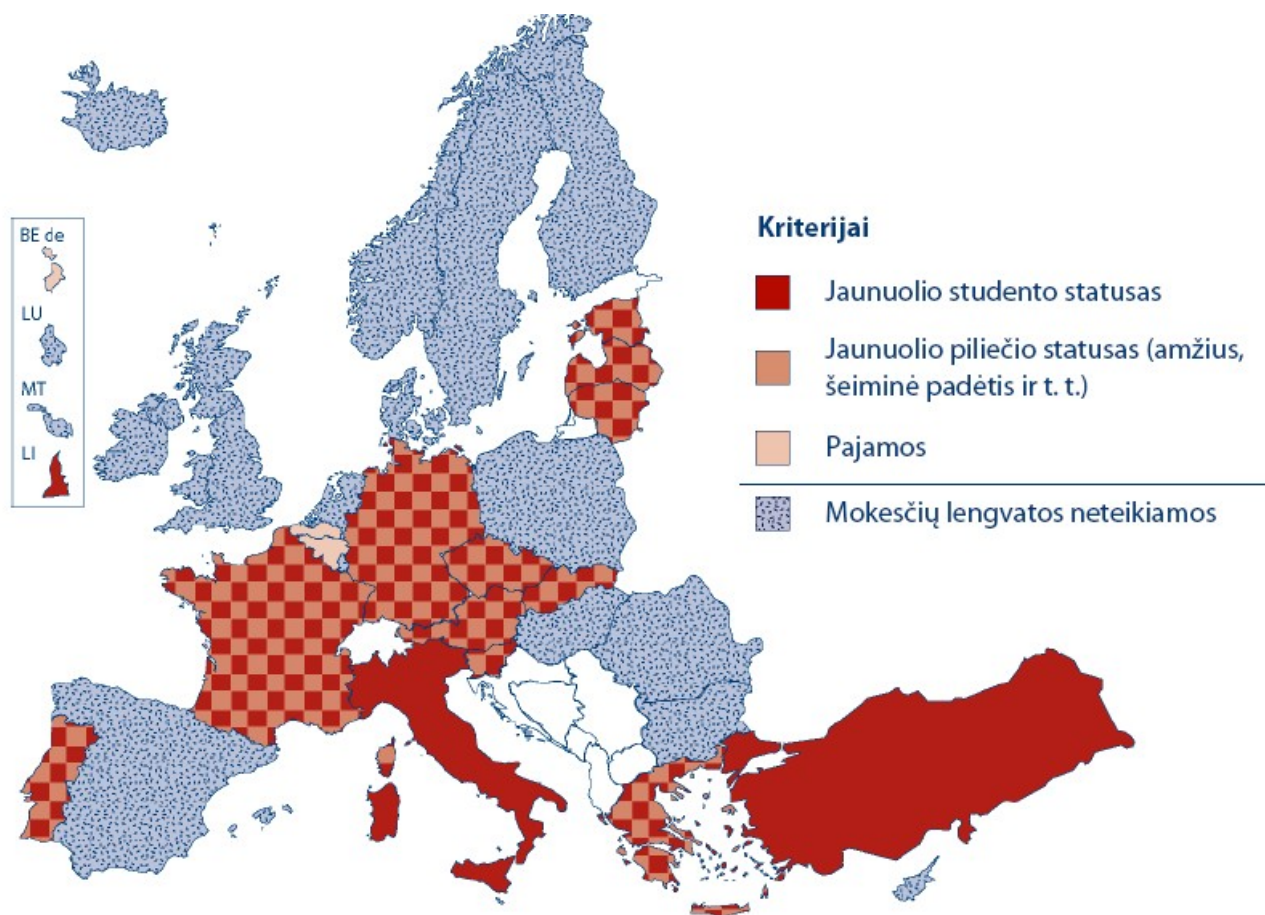 BE de
LU
MT
LI
Kriterijai
Jaunuolio studento statusas
Jaunuolio piliečio statusas (amžius,
šeiminė padėtis ir t. t.)
Pajamos
Mokesčių lengvatos neteikiamos